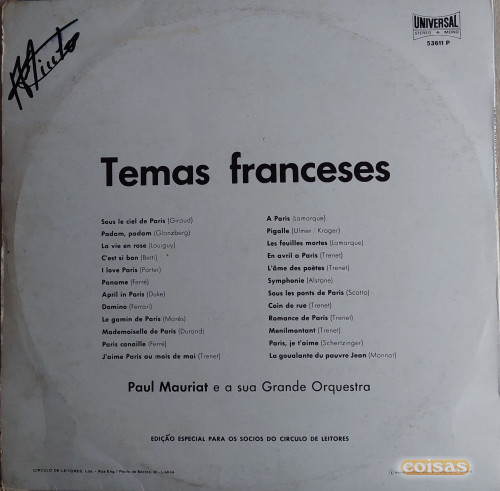 UNIVERSAL
STEREO + MONO
53611 P
Temas franceses
Sous le ciel de Paris (Giraud)
Padam, padam (Glanzberg)
La vie en rose (Louiguy)
C'est si bon (Betti)
I love Paris (Porter)
Paname (Ferré)
April in Paris (Duke)
Domino (Ferrari)
Le gamin de Paris (Marès)
Mademoiselle de Paris (Durand)
Paris canaille (Ferré)
J'aime Paris au mois de mai (Trenet)
A Paris (Lemarque)
Pigalle (Ulmer / Kroger)
Les feuilles mortes (Lamarque)
En avril a Paris (Trenet)
L'âme des poètes (Trenet)
Symphonie (Alstone)
Sous les ponts de Paris (Scotto)
Coin de rue (Trenet)
Romance de Paris (Trenet)
Menilmontant (Trenet)
Paris, je t'aime (Schertzinger)
La goualante du pauvre Jean (Monnot)
Paul Mauriat e a sua Grande Orquestra
EDIÇÃO ESPECIAL PARA OS SOCIOS DO CIRCULO DE LEITORES
CIRCULO DE LEITORES, Lda. - Rua Eng.
coisas